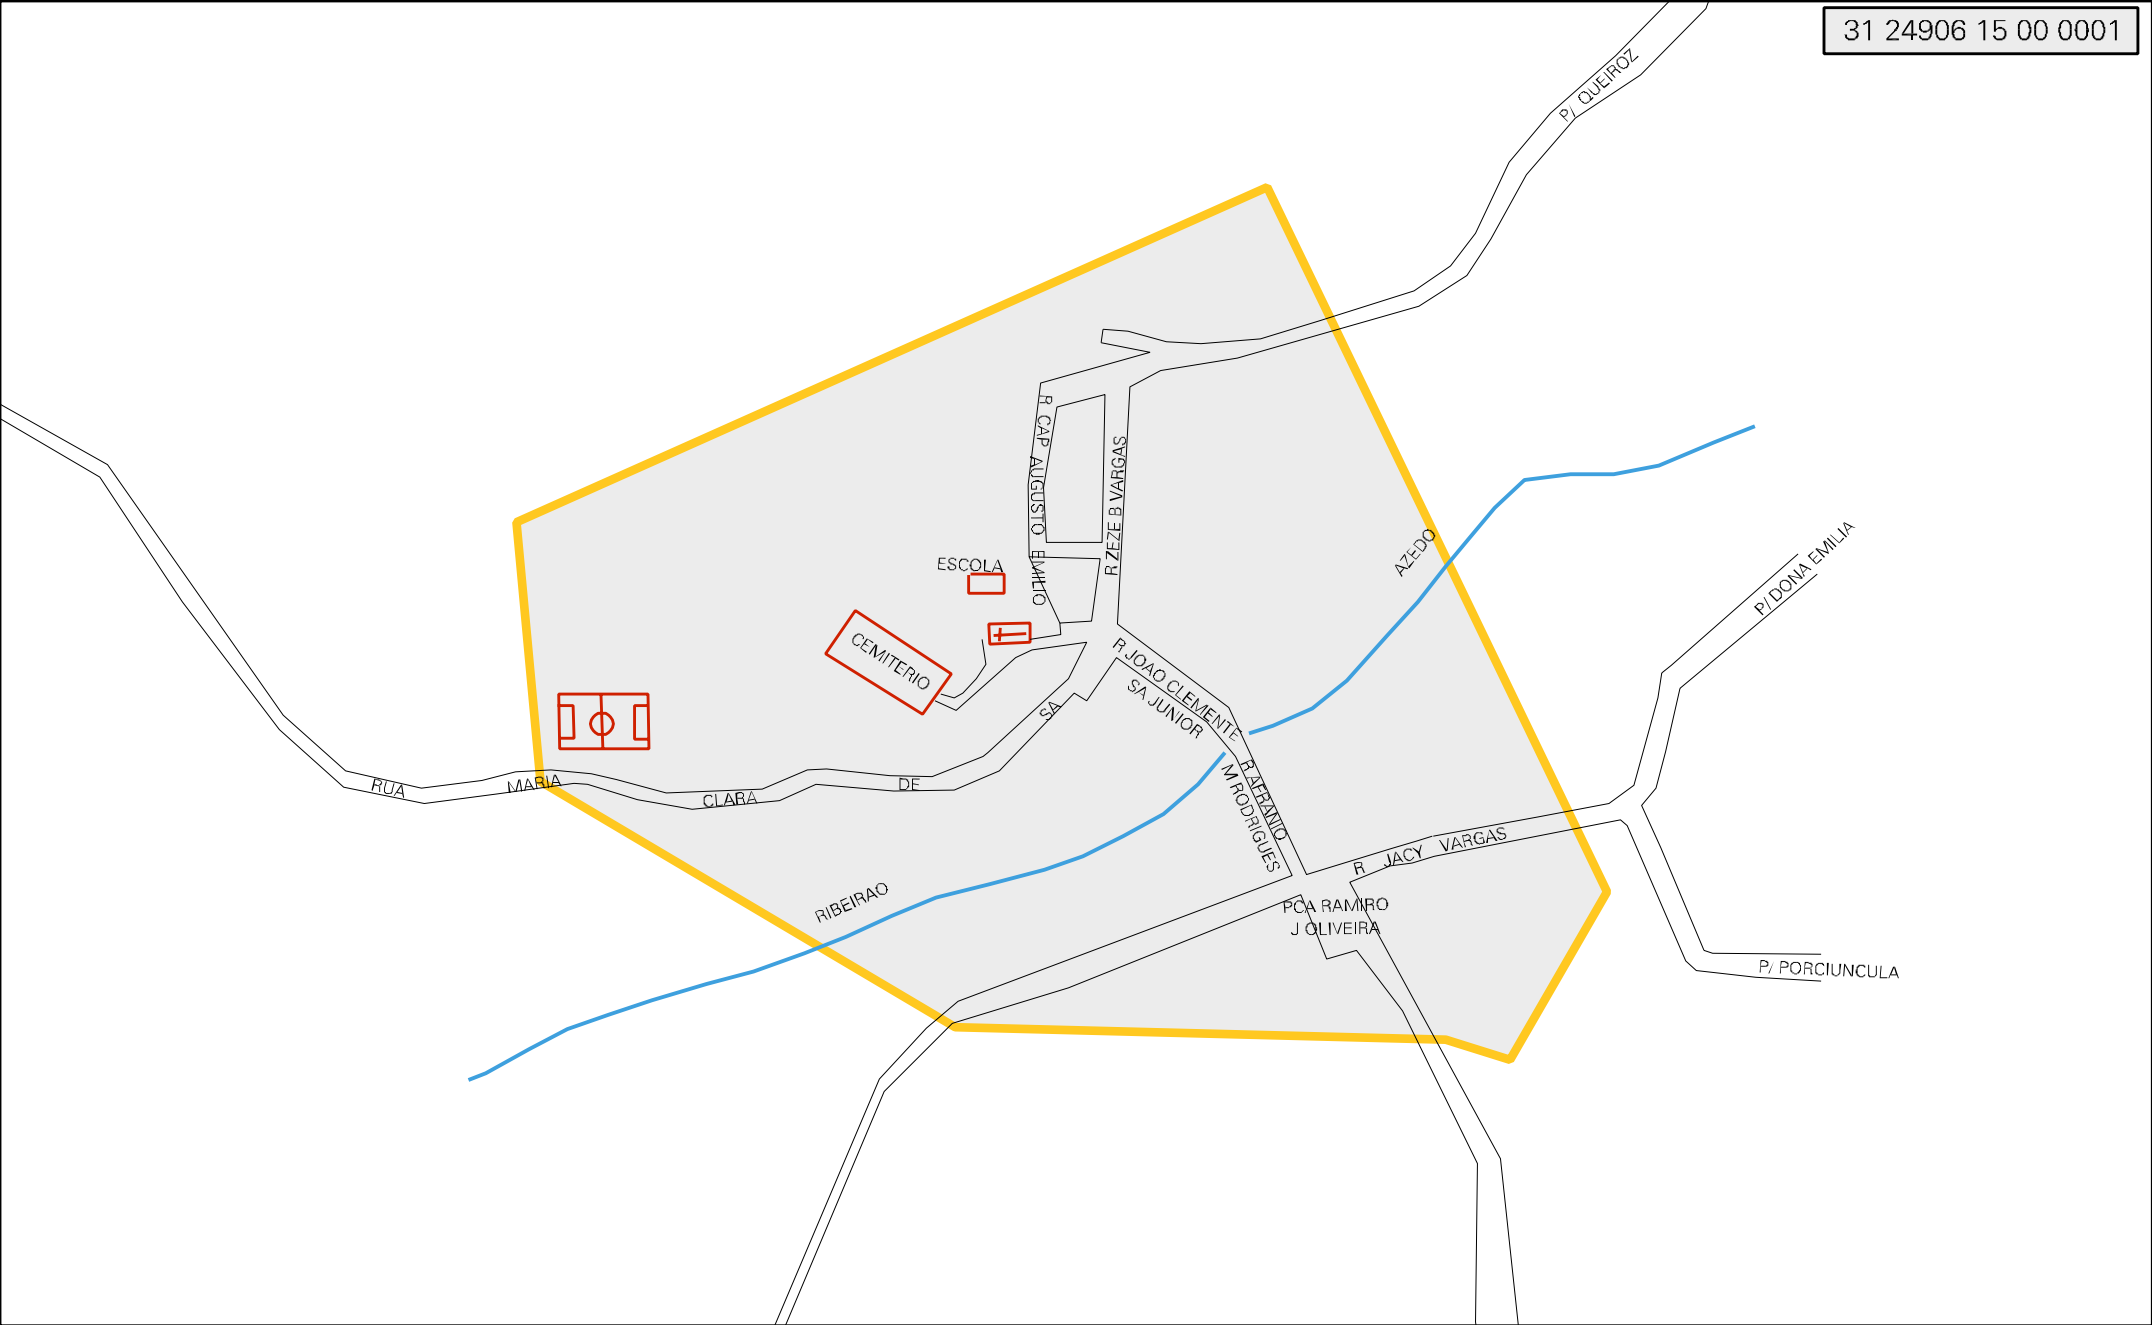 31 24906 15 00 0001
P/ QUEIROZ
R CAP AUGUSTO EMILIO
R ZEZE B VARGAS
AZEDO
P/ DONA EMILIA
ESCOLA
CEMITERIO
R JOAO CLEMENTE
SA JUNIOR
RUA MARIA CLARA DE SA
R AFRANIO
M RODRIGUES
R JACY VARGAS
RIBEIRAO
PCA RAMIRO
J OLIVEIRA
P/ PORCIUNCULA